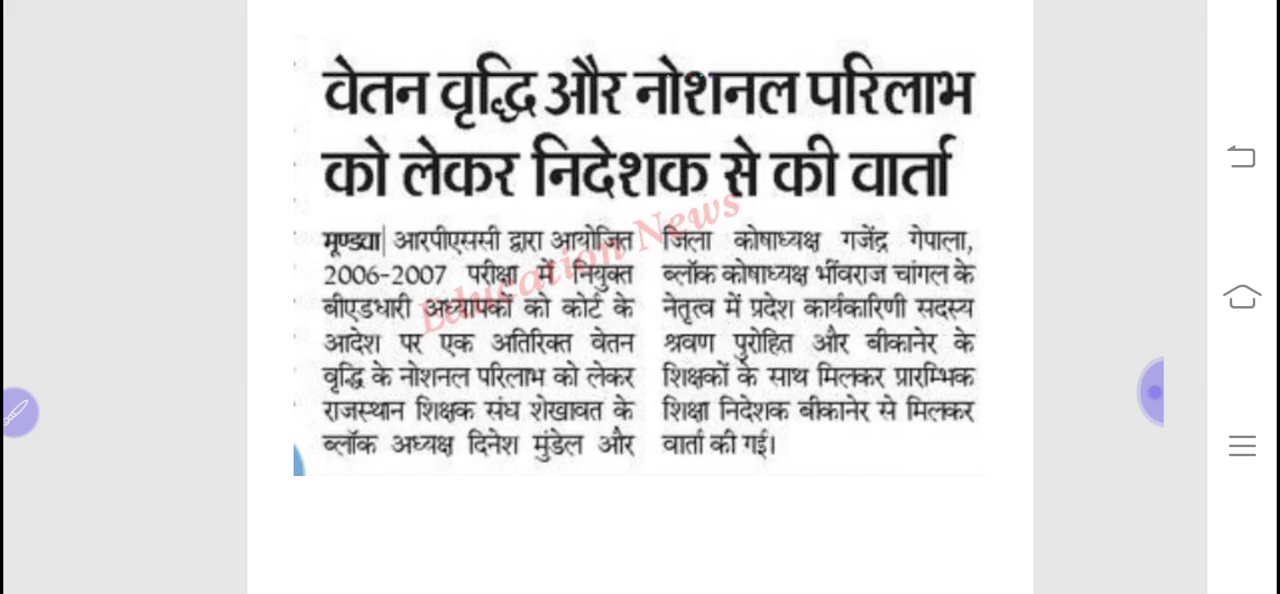 वेतन वृद्धि और नोशनल परिलाभ
को लेकर निदेशक से की वार्ता
मूण्डवा| आरपीएससी द्वारा आयोजित
2006-2007 परीक्षा में नियुक्त
बीएडधारी अध्यापकों को कोर्ट के
आदेश पर एक अतिरिक्त वेतन
वृद्धि के नोशनल परिलाभ को लेकर
राजस्थान शिक्षक संघ शेखावत के
ब्लॉक अध्यक्ष दिनेश मुंडेल और
जिला कोषाध्यक्ष गजेंद्र गेपाला,
ब्लॉक कोषाध्यक्ष भींवराज चांगल के
नेतृत्व में प्रदेश कार्यकारिणी सदस्य
श्रवण पुरोहित और बीकानेर के
शिक्षकों के साथ मिलकर प्रारम्भिक
शिक्षा निदेशक बीकानेर से मिलकर
वार्ता की गई।
Education News